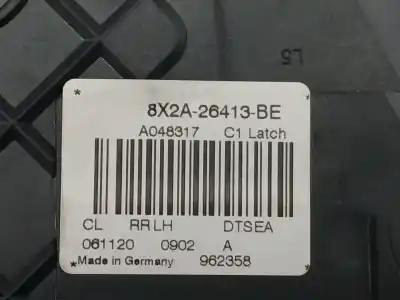 L5
8X2A-26413-BE
A048317 C1 Latch
CL RR LH DTSEA
061120 0902 A
Made in Germany 962358